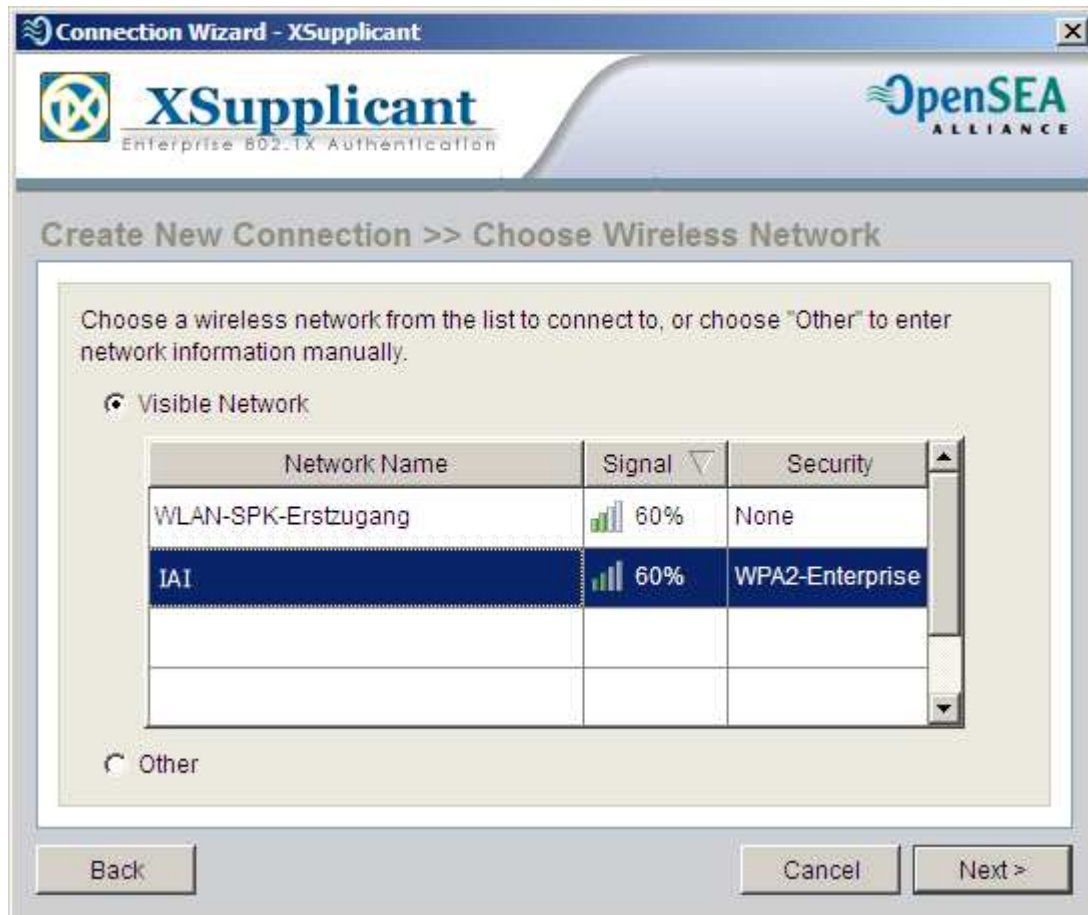 Connection Wizard - XSupplicant
1X
XSupplicant
Enterprise 802.1X Authentication
OpenSEA
ALLIANCE
Create New Connection >> Choose Wireless Network
Choose a wireless network from the list to connect to, or choose "Other" to enter
network information manually.
Visible Network
Network Name Signal Security
WLAN-SPK-Erstzugang 60% None
IAI 60% WPA2-Enterprise
Other
Back Cancel Next >